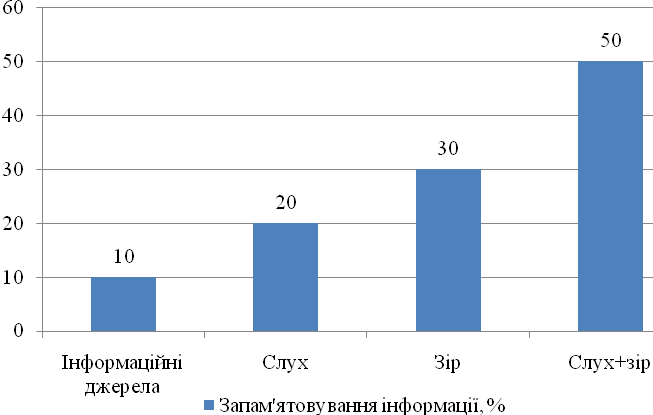 60
50
50
40
30
30
20
20
10
10
0
Інформаційні
джерела
Слух
Зір
Слух+зір
Запам'ятовування інформації, %